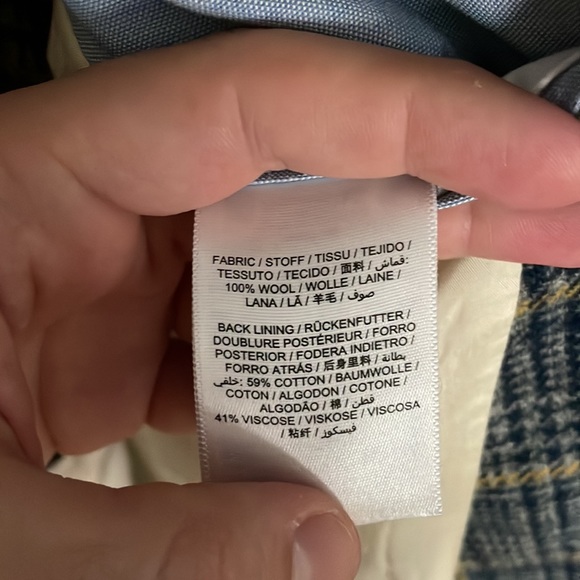 FABRIC / STOFF / TISSU / TEJIDO /
TESSUTO / TECIDO / 面料 / قماش:
100% WOOL / WOLLE / LAINE /
LANA / LÃ / 羊毛 / صوف
BACK LINING / RÜCKENFUTTER /
DOUBLURE POSTÉRIEUR / FORRO
POSTERIOR / FODERA INDIETRO /
FORRO ATRÁS / 后身里料 / بطانة
خلفي: 59% COTTON / BAUMWOLLE /
COTON / ALGODON / COTONE /
ALGODÃO / 棉 / قطن
41% VISCOSE / VISKOSE / VISCOSA
/ 粘纤 / فيسكوز